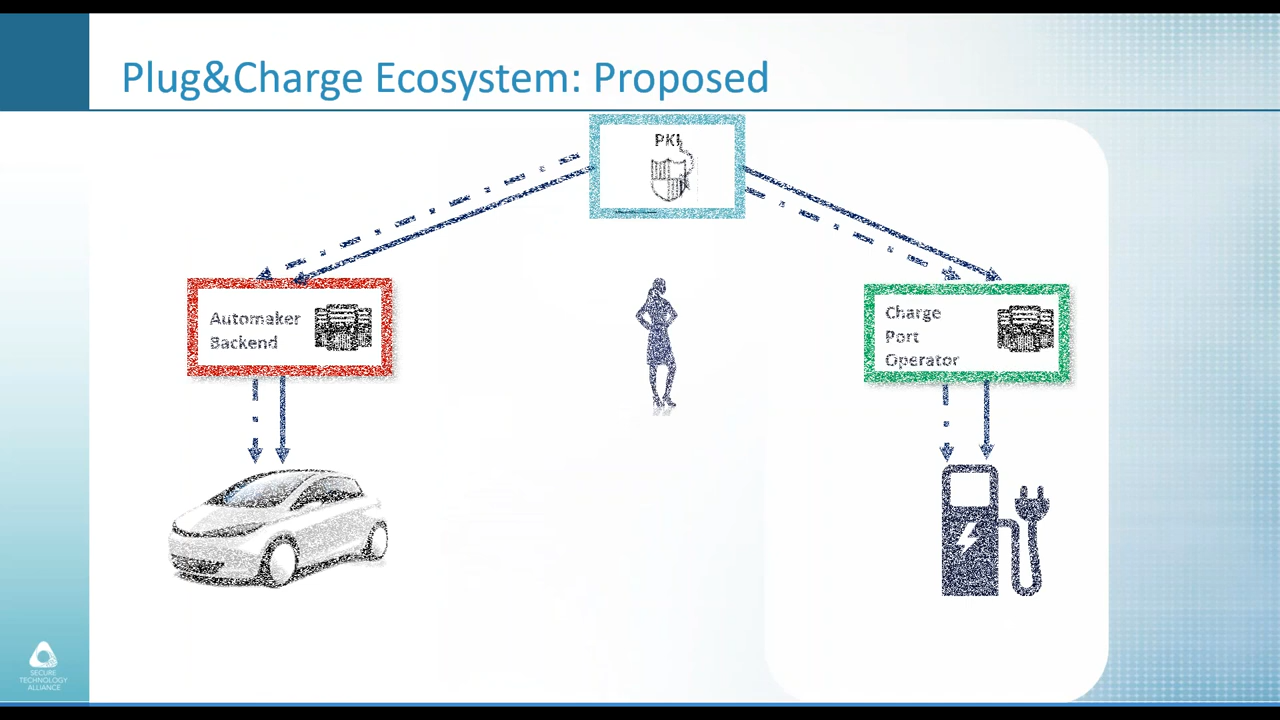 Plug&Charge Ecosystem: Proposed
PKI
Automaker
Backend
Charge
Port
Operator
SECURE
TECHNOLOGY
ALLIANCE